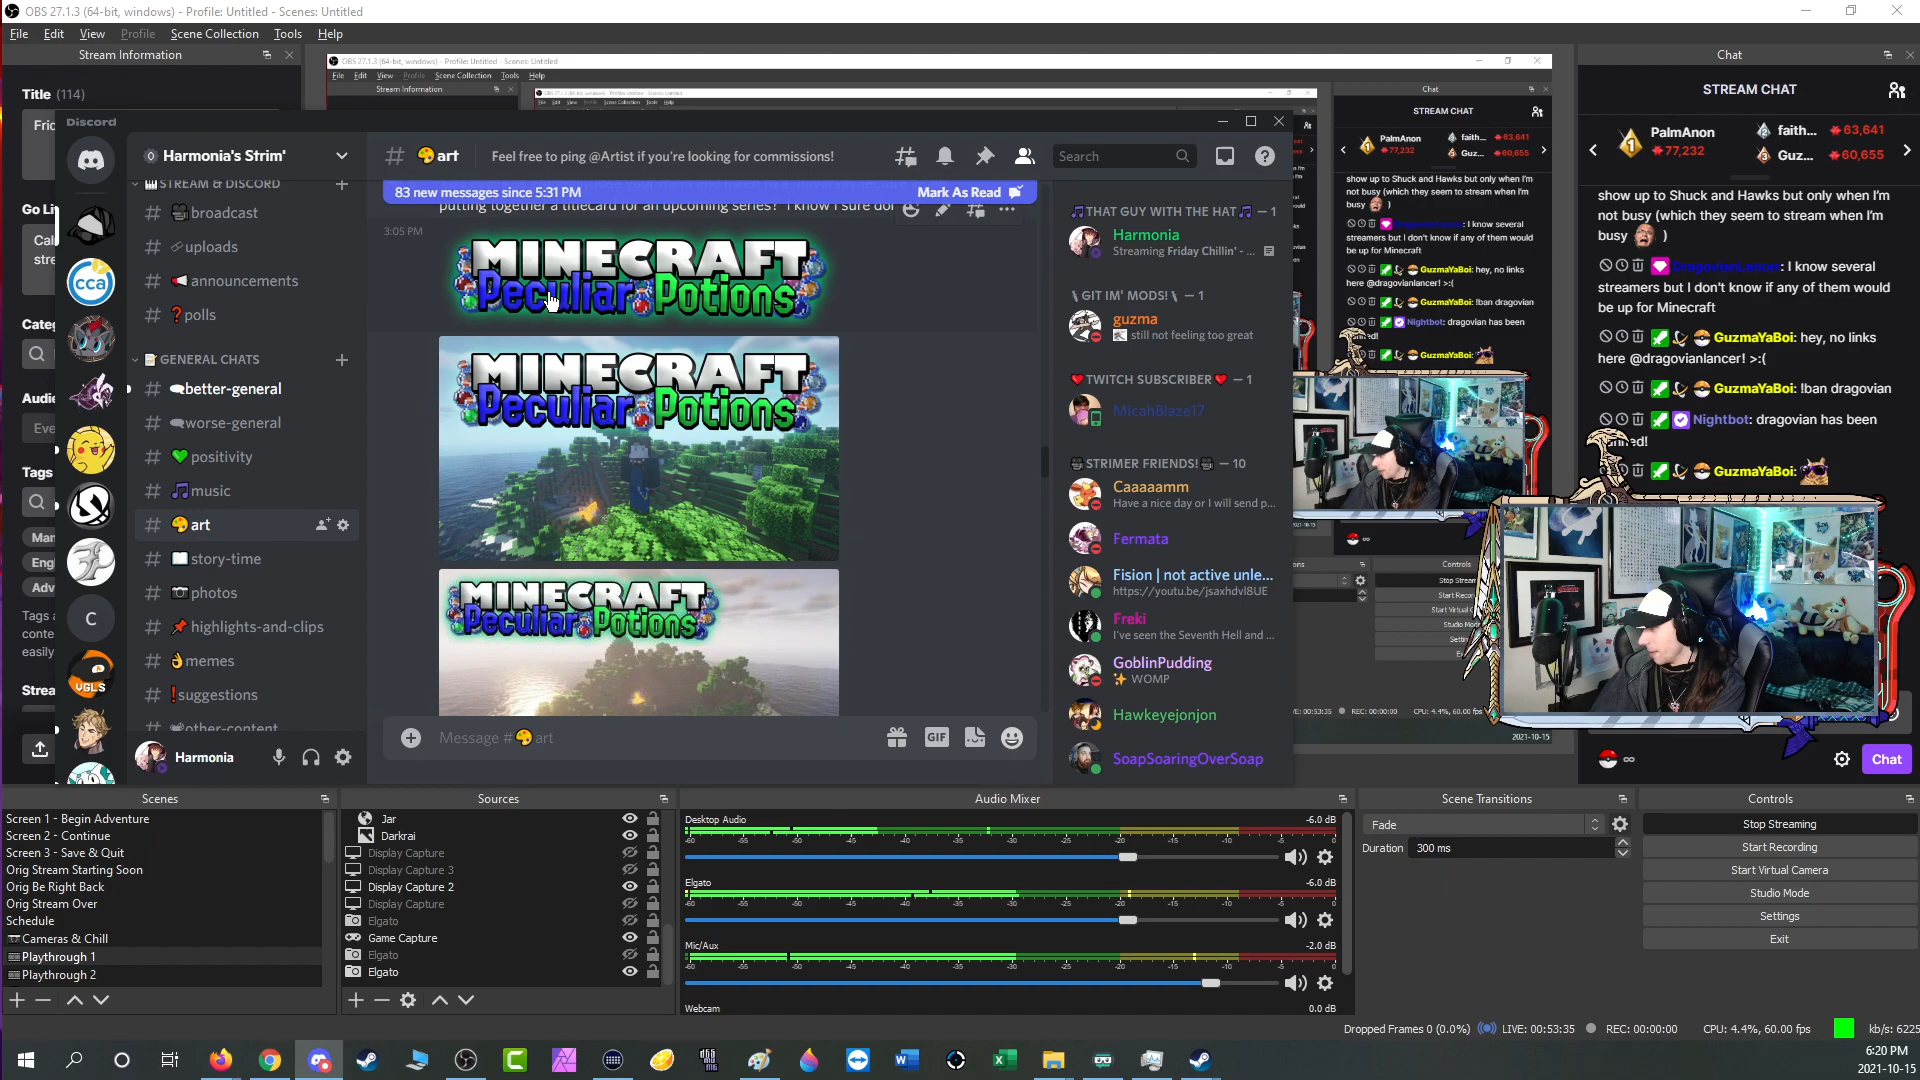 OBS 27.1.3 (64-bit, windows) - Profile: Untitled - Scenes: Untitled
File Edit View Profile Scene Collection Tools Help
Stream Information
Title (114)
Discord
Harmonia's Strim'
STREAM & DISCORD
broadcast
uploads
announcements
polls
GENERAL CHATS
better-general
worse-general
positivity
music
art
story-time
photos
highlights-and-clips
memes
suggestions
other-content
Harmonia
art
Feel free to ping @Artist if you're looking for commissions!
Search
83 new messages since 5:31 PM
Mark As Read
putting together a titlecard for an upcoming series?
3:05 PM
MINECRAFT
Peculiar Potions
MINECRAFT
Peculiar Potions
MINECRAFT
Peculiar Potions
Message # art
GIF
THAT GUY WITH THE HAT — 1
Harmonia
Streaming Friday Chillin' - ...
\ GIT IM' MODS! \ — 1
guzma
still not feeling too great
TWITCH SUBSCRIBER — 1
MicahBlaze17
STRIMER FRIENDS! — 10
Caaaaamm
Have a nice day or I will send p...
Fermata
Fision | not active unle...
https://youtu.be/jsaxhdvl8UE
Freki
I've seen the Seventh Hell and ...
GoblinPudding
WOMP
Hawkeyejonjon
SoapSoaringOverSoap
Chat
STREAM CHAT
PalmAnon
77,232
faith... 63,641
Guz... 60,655
show up to Shuck and Hawks but only when I'm
not busy (which they seem to stream when I'm
busy )
DragovianLancer: I know several
streamers but I don't know if any of them would
be up for Minecraft
GuzmaYaBoi: hey, no links
here @dragovianlancer! >:(
GuzmaYaBoi: !ban dragovian
Nightbot: dragovian has been
GuzmaYaBoi:
Chat
Scenes
Screen 1 - Begin Adventure
Screen 2 - Continue
Screen 3 - Save & Quit
Orig Stream Starting Soon
Orig Be Right Back
Orig Stream Over
Schedule
Cameras & Chill
Playthrough 1
Playthrough 2
Sources
Jar
Darkrai
Display Capture
Display Capture 3
Display Capture 2
Display Capture
Elgato
Game Capture
Elgato
Elgato
Audio Mixer
Desktop Audio -6.0 dB
Elgato -6.0 dB
Mic/Aux -2.0 dB
Webcam 0.0 dB
Scene Transitions
Fade
Duration 300 ms
Controls
Stop Streaming
Start Recording
Start Virtual Camera
Studio Mode
Settings
Exit
Dropped Frames 0 (0.0%) LIVE: 00:53:35 REC: 00:00:00 CPU: 4.4%, 60.00 fps kb/s: 6225
6:20 PM
2021-10-15